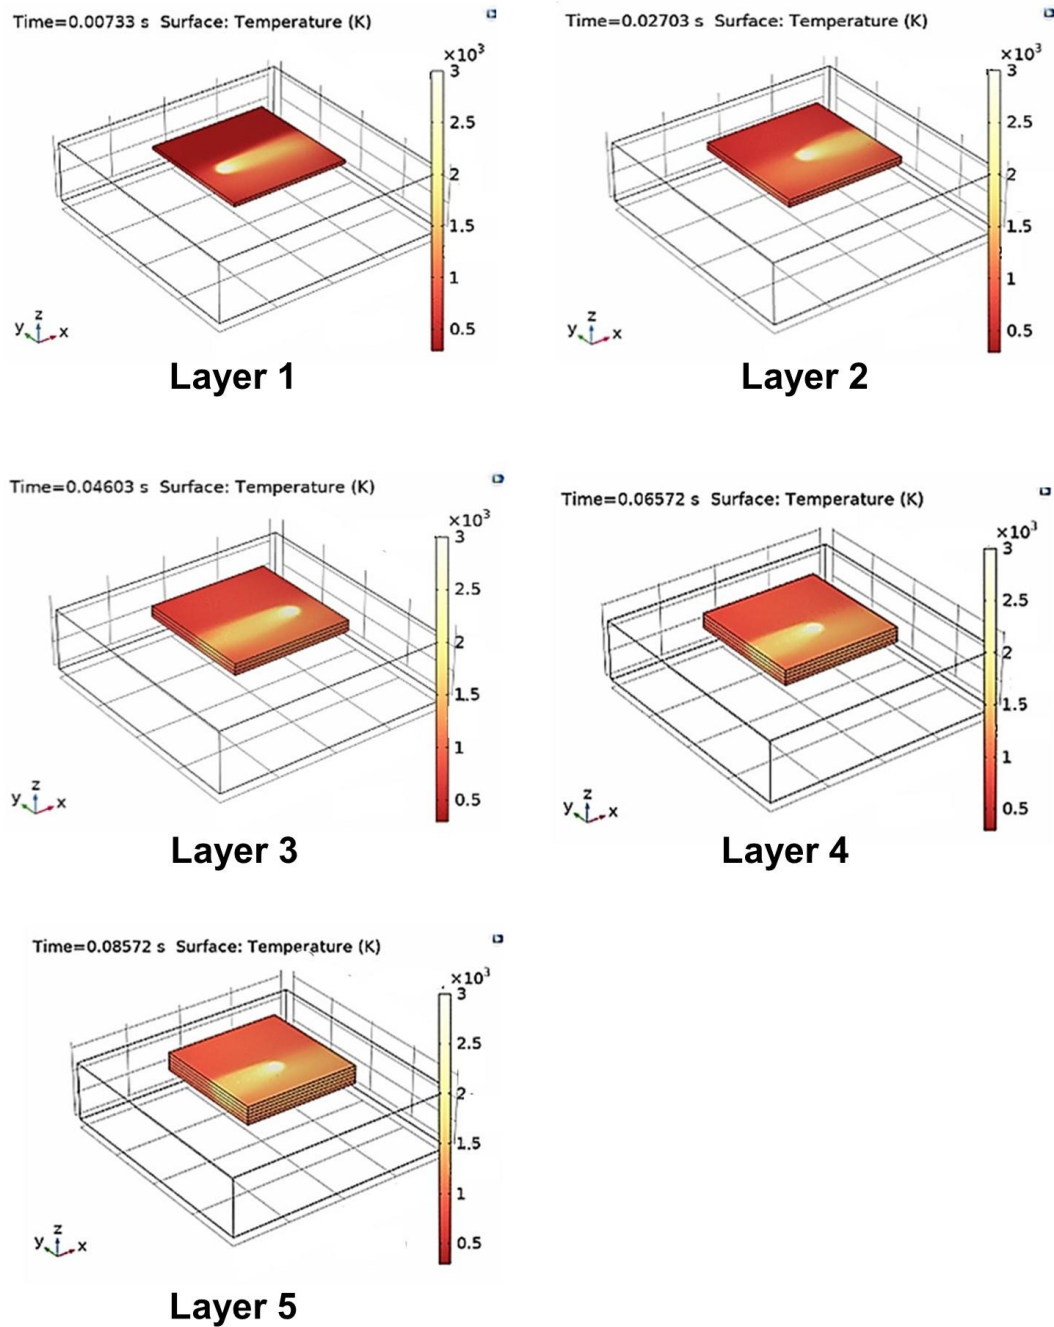 Time=0.00733 s  Surface: Temperature (K)
×10³
3
2.5
2
1.5
1
0.5
y z x
Layer 1
Time=0.02703 s  Surface: Temperature (K)
×10³
3
2.5
2
1.5
1
0.5
y z x
Layer 2
Time=0.04603 s  Surface: Temperature (K)
×10³
3
2.5
2
1.5
1
0.5
y z x
Layer 3
Time=0.06572 s  Surface: Temperature (K)
×10³
3
2.5
2
1.5
1
0.5
y z x
Layer 4
Time=0.08572 s  Surface: Temperature (K)
×10³
3
2.5
2
1.5
1
0.5
y z x
Layer 5